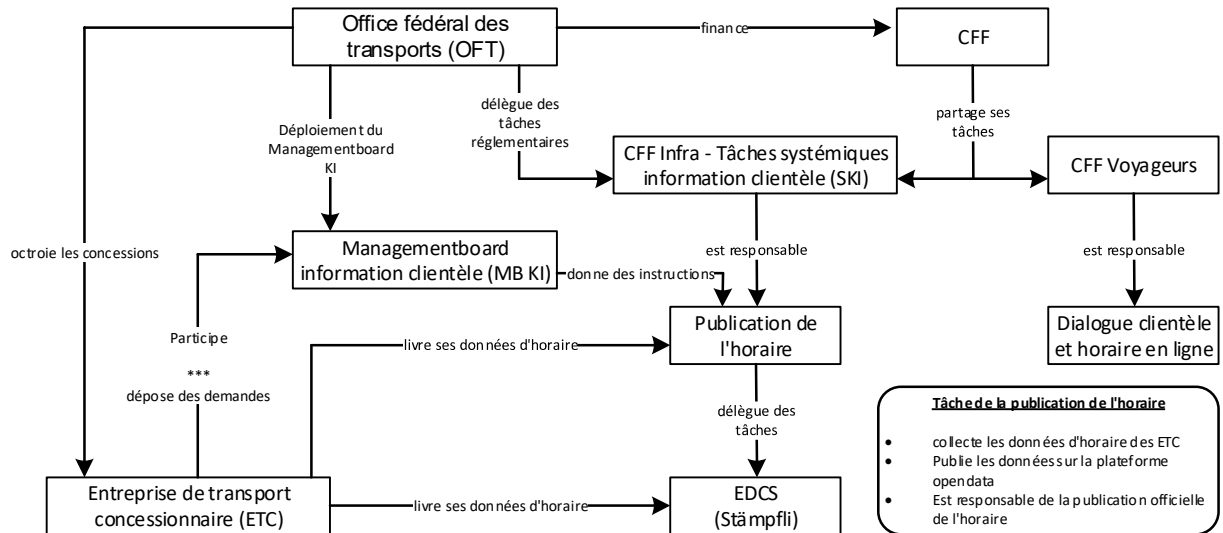 Office fédéral des
transports (OFT)
finance
CFF
Déploiement du
Managementboard
KI
délègue des
tâches
réglementaires
partage ses
tâches
CFF Infra - Tâches systémiques
information clientèle (SKI)
CFF Voyageurs
octroie les concessions
Managementboard
information clientèle (MB KI)
donne des instructions
est responsable
est responsable
Participe
***
dépose des demandes
livre ses données d'horaire
Publication de
l'horaire
Dialogue clientèle
et horaire en ligne
délègue des
tâches
Entreprise de transport
concessionnaire (ETC)
livre ses données d'horaire
EDCS
(Stämpfli)
Tâche de la publication de l'horaire
• collecte les données d'horaire des ETC
• Publie les données sur la plateforme
opendata
• Est responsable de la publication officielle
de l'horaire